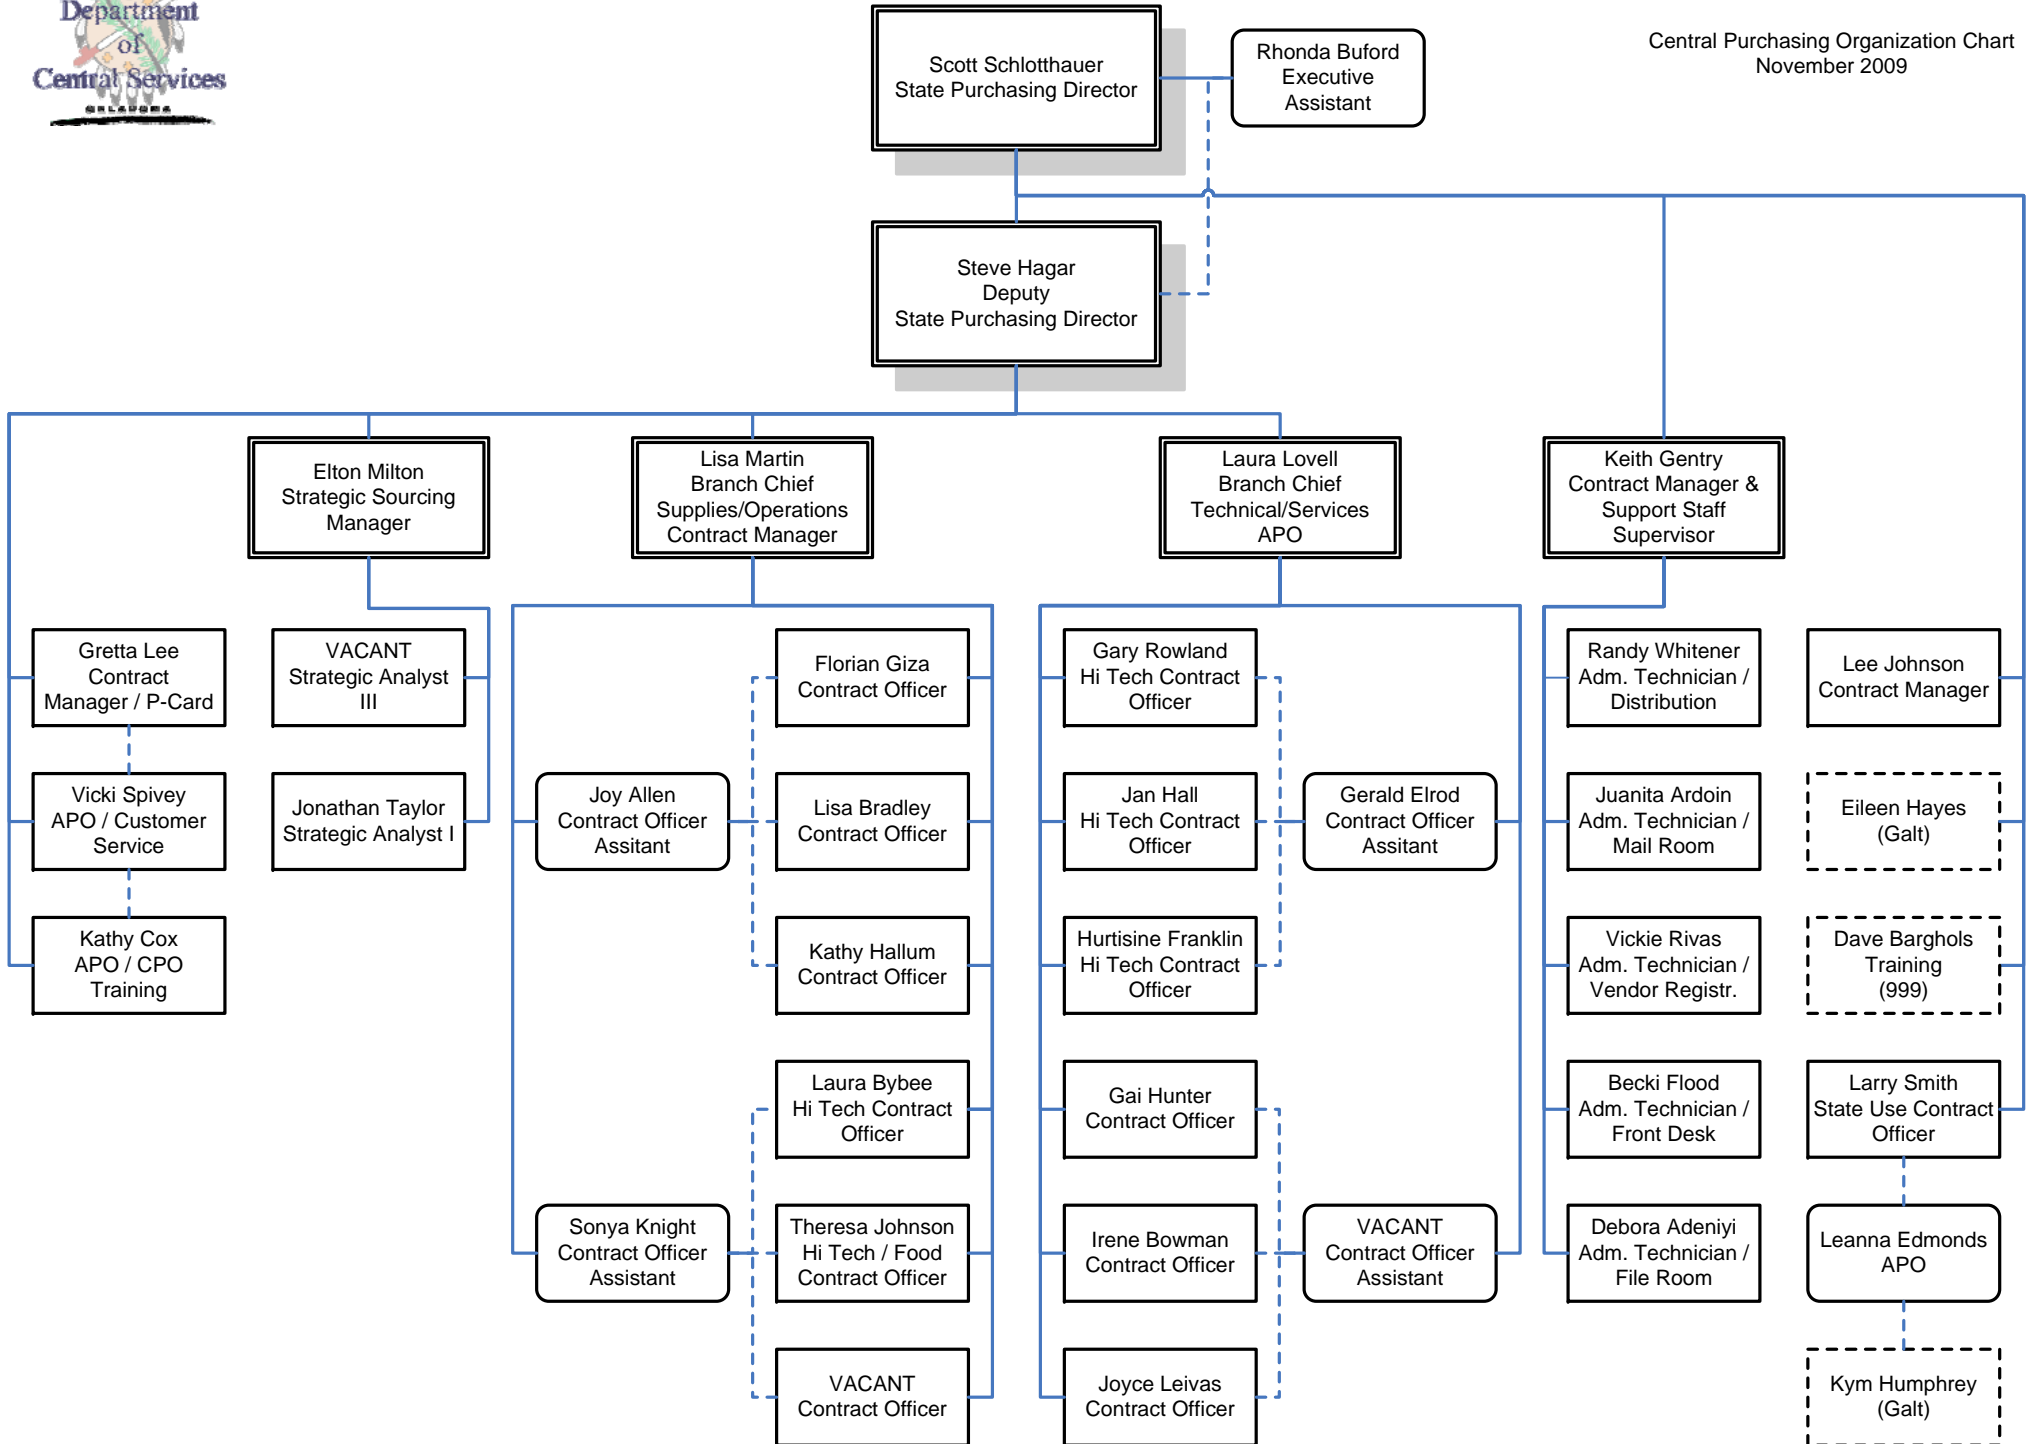 Department
of
Central Services
OKLAHOMA
Central Purchasing Organization Chart
November 2009
Scott Schlotthauer
State Purchasing Director
Rhonda Buford
Executive
Assistant
Steve Hagar
Deputy
State Purchasing Director
Elton Milton
Strategic Sourcing
Manager
Lisa Martin
Branch Chief
Supplies/Operations
Contract Manager
Laura Lovell
Branch Chief
Technical/Services
APO
Keith Gentry
Contract Manager &
Support Staff
Supervisor
Gretta Lee
Contract
Manager / P-Card
Vicki Spivey
APO / Customer
Service
Kathy Cox
APO / CPO
Training
VACANT
Strategic Analyst
III
Jonathan Taylor
Strategic Analyst I
Joy Allen
Contract Officer
Assitant
Sonya Knight
Contract Officer
Assistant
Florian Giza
Contract Officer
Lisa Bradley
Contract Officer
Kathy Hallum
Contract Officer
Laura Bybee
Hi Tech Contract
Officer
Theresa Johnson
Hi Tech / Food
Contract Officer
VACANT
Contract Officer
Gary Rowland
Hi Tech Contract
Officer
Jan Hall
Hi Tech Contract
Officer
Hurtisine Franklin
Hi Tech Contract
Officer
Gai Hunter
Contract Officer
Irene Bowman
Contract Officer
Joyce Leivas
Contract Officer
Gerald Elrod
Contract Officer
Assitant
VACANT
Contract Officer
Assistant
Randy Whitener
Adm. Technician /
Distribution
Juanita Ardoin
Adm. Technician /
Mail Room
Vickie Rivas
Adm. Technician /
Vendor Registr.
Becki Flood
Adm. Technician /
Front Desk
Debora Adeniyi
Adm. Technician /
File Room
Lee Johnson
Contract Manager
Eileen Hayes
(Galt)
Dave Barghols
Training
(999)
Larry Smith
State Use Contract
Officer
Leanna Edmonds
APO
Kym Humphrey
(Galt)